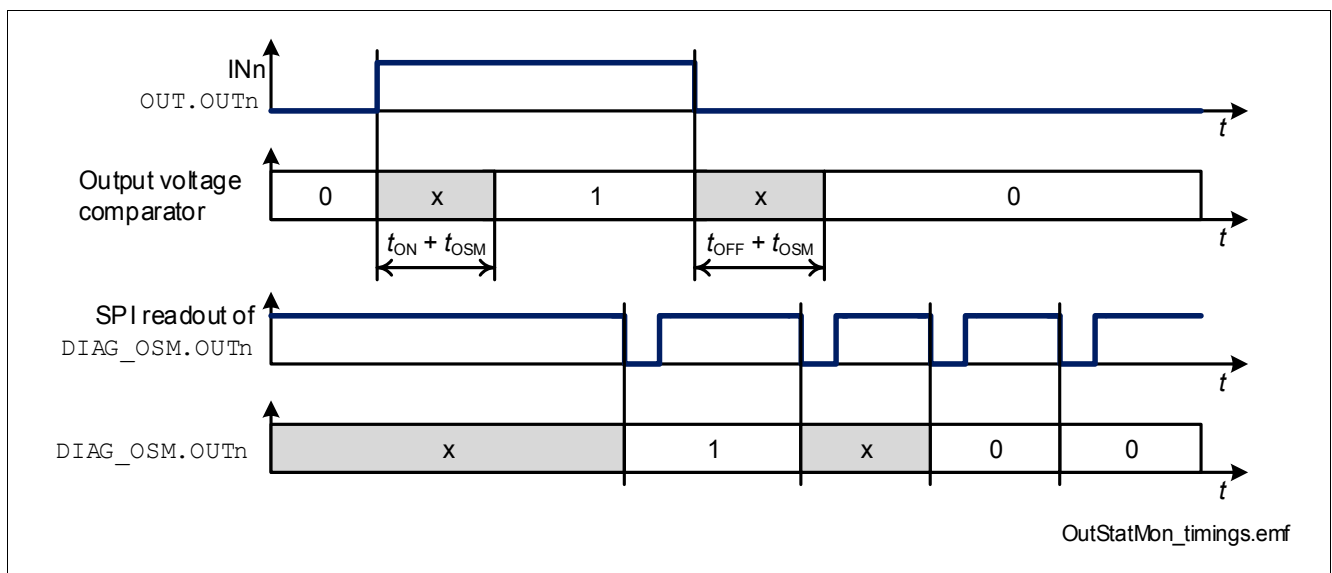 INn
OUT.OUTn
t
Output voltage
comparator
0 x 1 x 0
t
tON + tOSM tOFF + tOSM
SPI readout of
DIAG_OSM.OUTn
t
DIAG_OSM.OUTn
x 1 x 0 0
t
OutStatMon_timings.emf